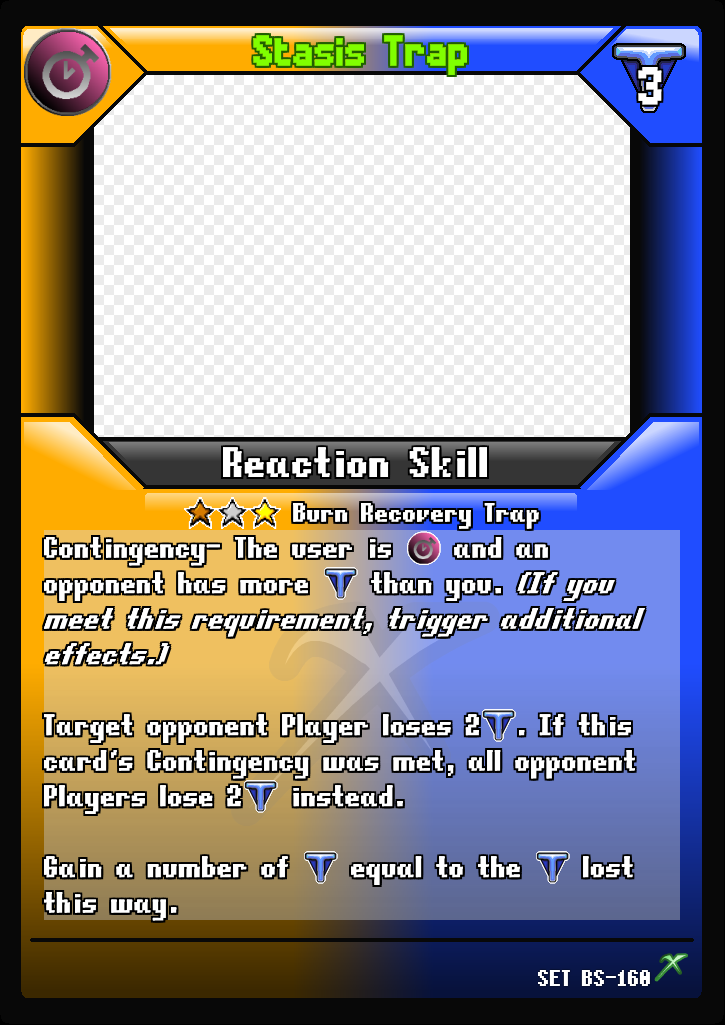 Stasis Trap
3
Reaction Skill
Burn Recovery Trap
Contingency- The user is and an
opponent has more T than you. (If you
meet this requirement, trigger additional
effects.)
Target opponent Player loses 2T. If this
card's Contingency was met, all opponent
Players lose 2T instead.
Gain a number of T equal to the T lost
this way.
SET BS-160